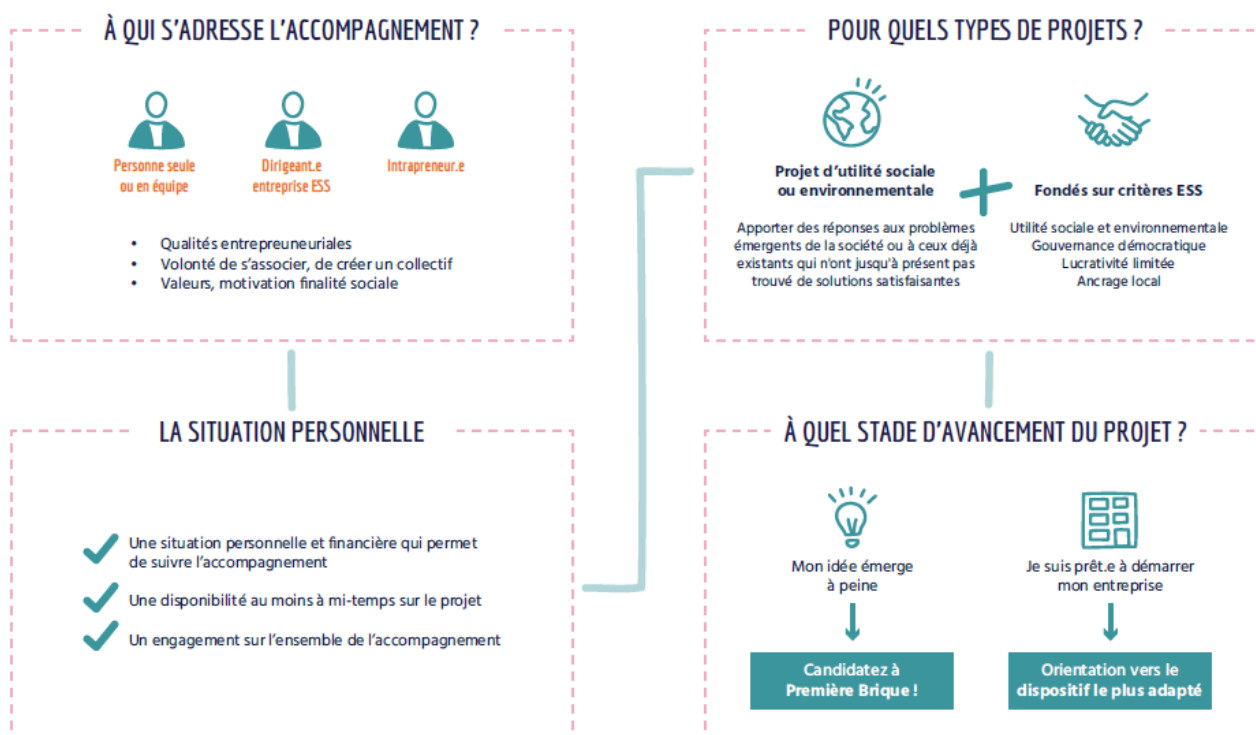 À QUI S'ADRESSE L'ACCOMPAGNEMENT ?
Personne seule
ou en équipe
Dirigeant.e
entreprise ESS
Intrapreneur.e
• Qualités entrepreuneuriales
• Volonté de s'associer, de créer un collectif
• Valeurs, motivation finalité sociale
LA SITUATION PERSONNELLE
Une situation personnelle et financière qui permet
de suivre l'accompagnement
Une disponibilité au moins à mi-temps sur le projet
Un engagement sur l'ensemble de l'accompagnement
POUR QUELS TYPES DE PROJETS ?
Projet d'utilité sociale
ou environnementale
Apporter des réponses aux problèmes
émergents de la société ou à ceux déjà
existants qui n'ont jusqu'à présent pas
trouvé de solutions satisfaisantes
Fondés sur critères ESS
Utilité sociale et environnementale
Gouvernance démocratique
Lucrativité limitée
Ancrage local
À QUEL STADE D'AVANCEMENT DU PROJET ?
Mon idée émerge
à peine
Candidatez à
Première Brique !
Je suis prêt.e à démarrer
mon entreprise
Orientation vers le
dispositif le plus adapté